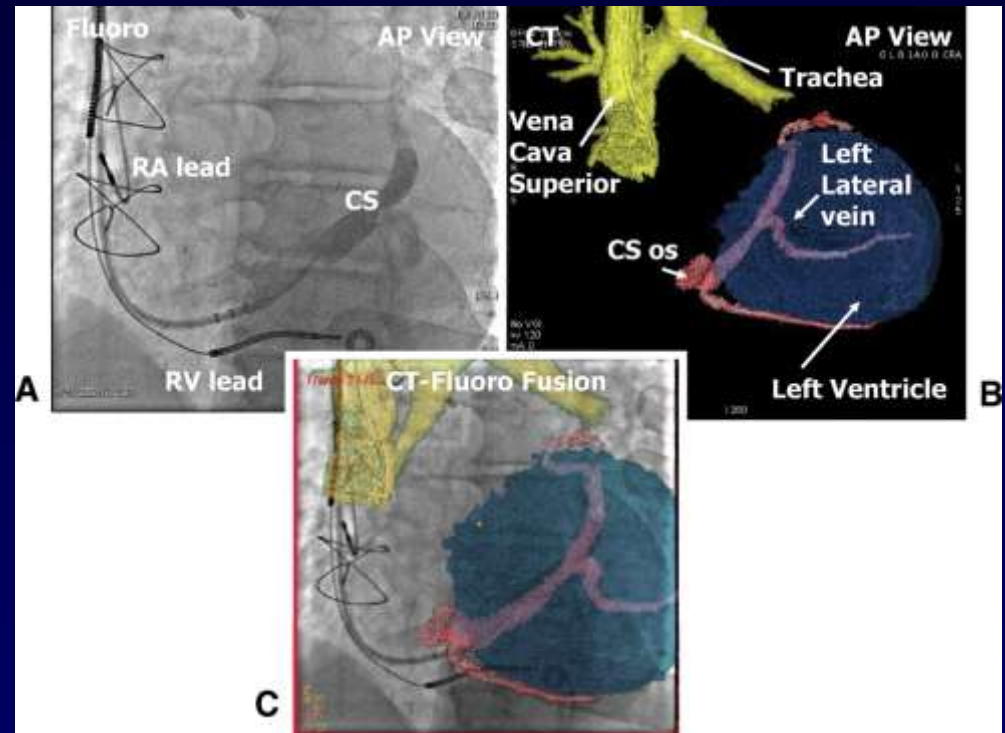 Fluoro
AP View
RA lead
CS
RV lead
A
CT
AP View
Trachea
Vena
Cava
Superior
Left
Lateral
vein
CS os
Left Ventricle
B
CT-Fluoro Fusion
C